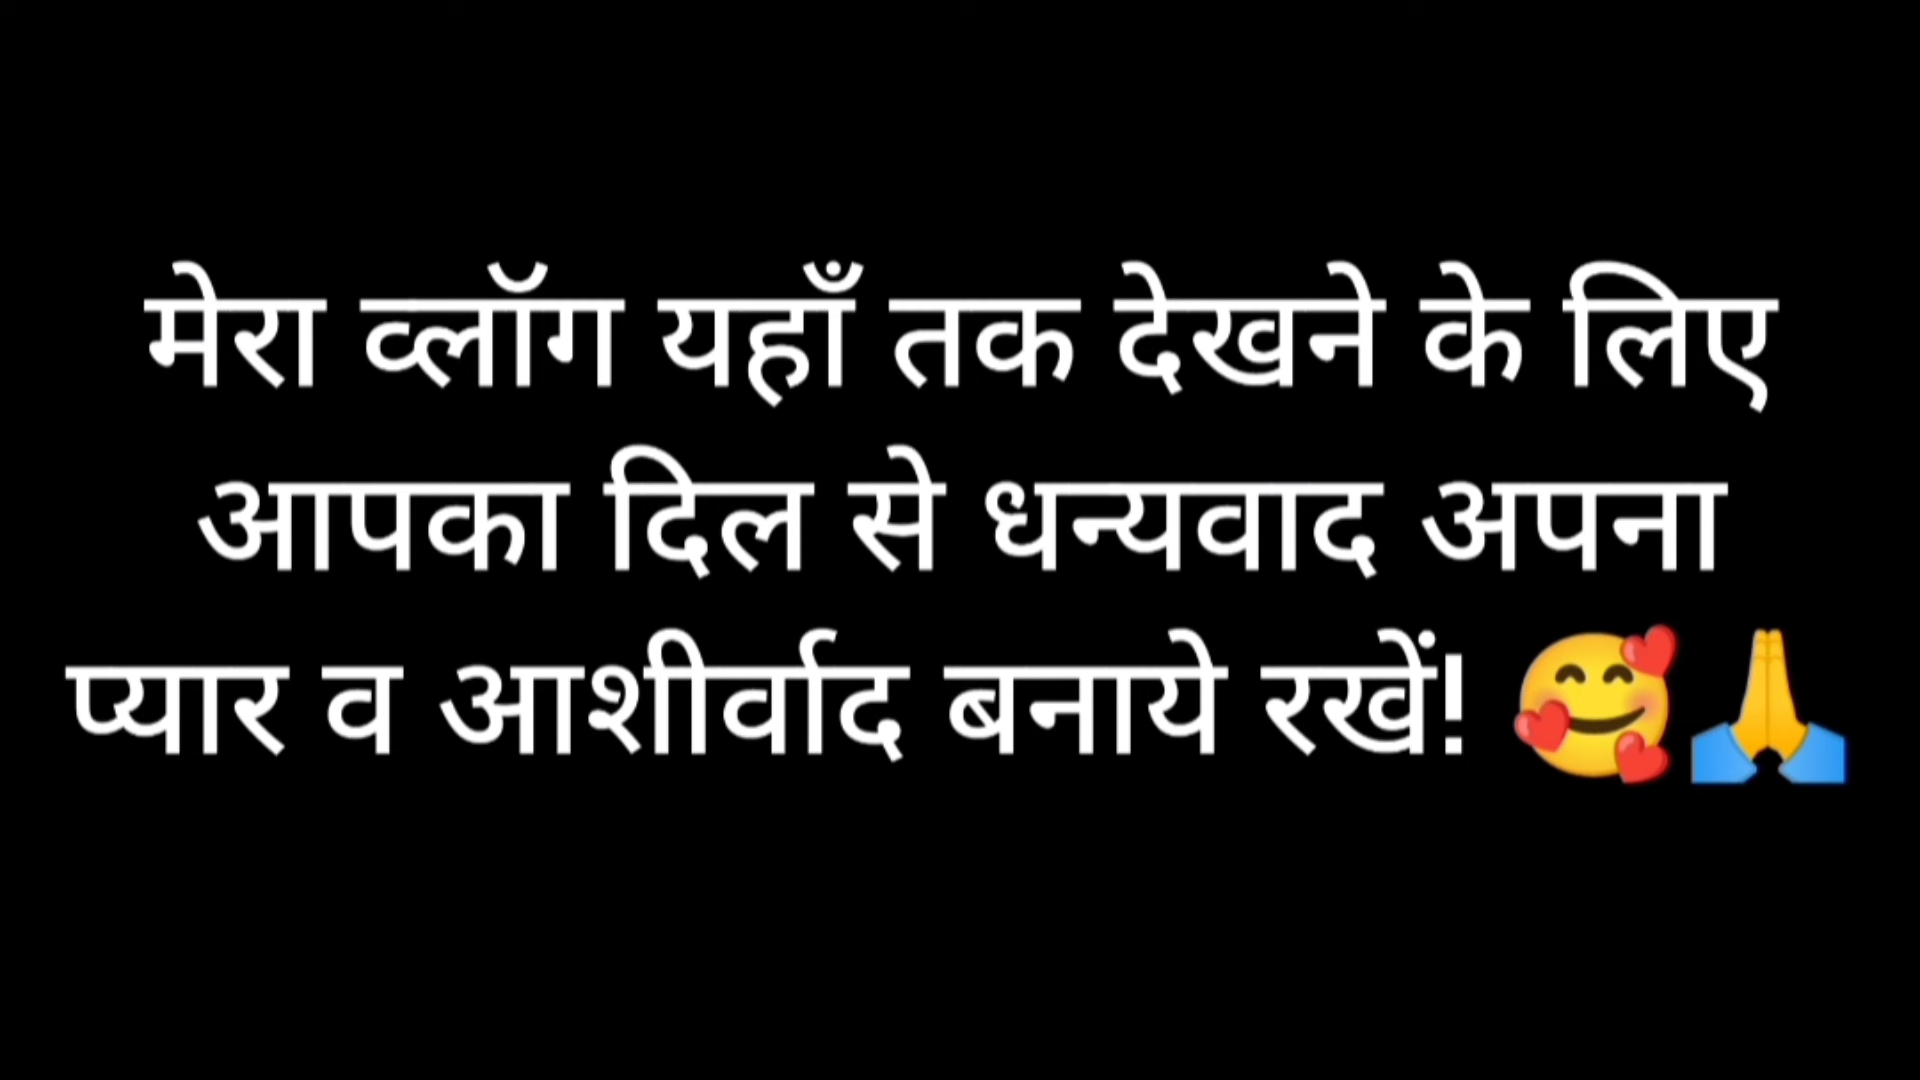 मेरा व्लॉग यहाँ तक देखने के लिए
आपका दिल से धन्यवाद अपना
प्यार व आशीर्वाद बनाये रखें! 🥰🙏